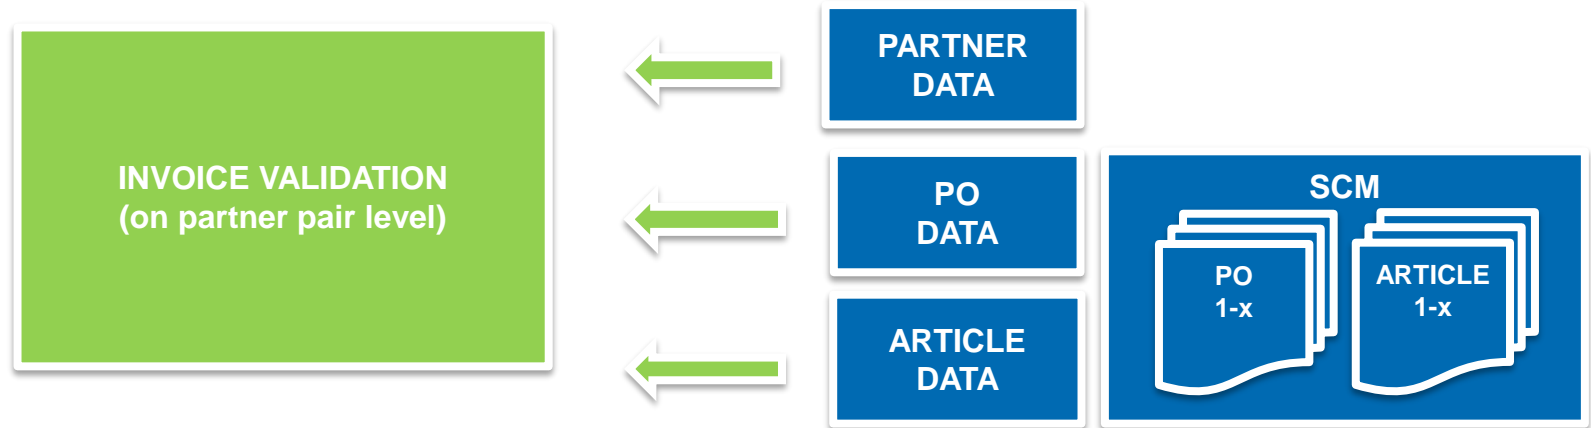 INVOICE VALIDATION
(on partner pair level)
PARTNER
DATA
PO
DATA
ARTICLE
DATA
SCM
PO
1-x
ARTICLE
1-x